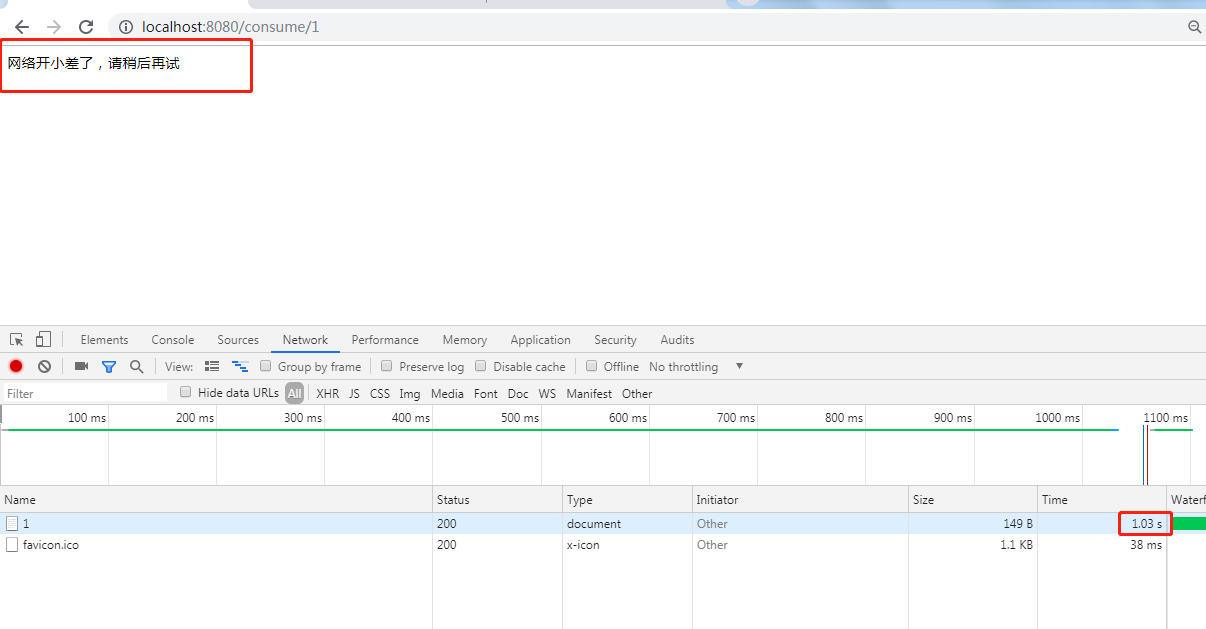 localhost:8080/consume/1
网络开小差了，请稍后再试
Elements Console Sources Network Performance Memory Application Security Audits
View: Group by frame Preserve log Disable cache Offline No throttling ▼
Filter Hide data URLs All XHR JS CSS Img Media Font Doc WS Manifest Other
100 ms 200 ms 300 ms 400 ms 500 ms 600 ms 700 ms 800 ms 900 ms 1000 ms 1100 ms
Name Status Type Initiator Size Time Waterf
1 200 document Other 149 B 1.03 s
favicon.ico 200 x-icon Other 1.1 KB 38 ms